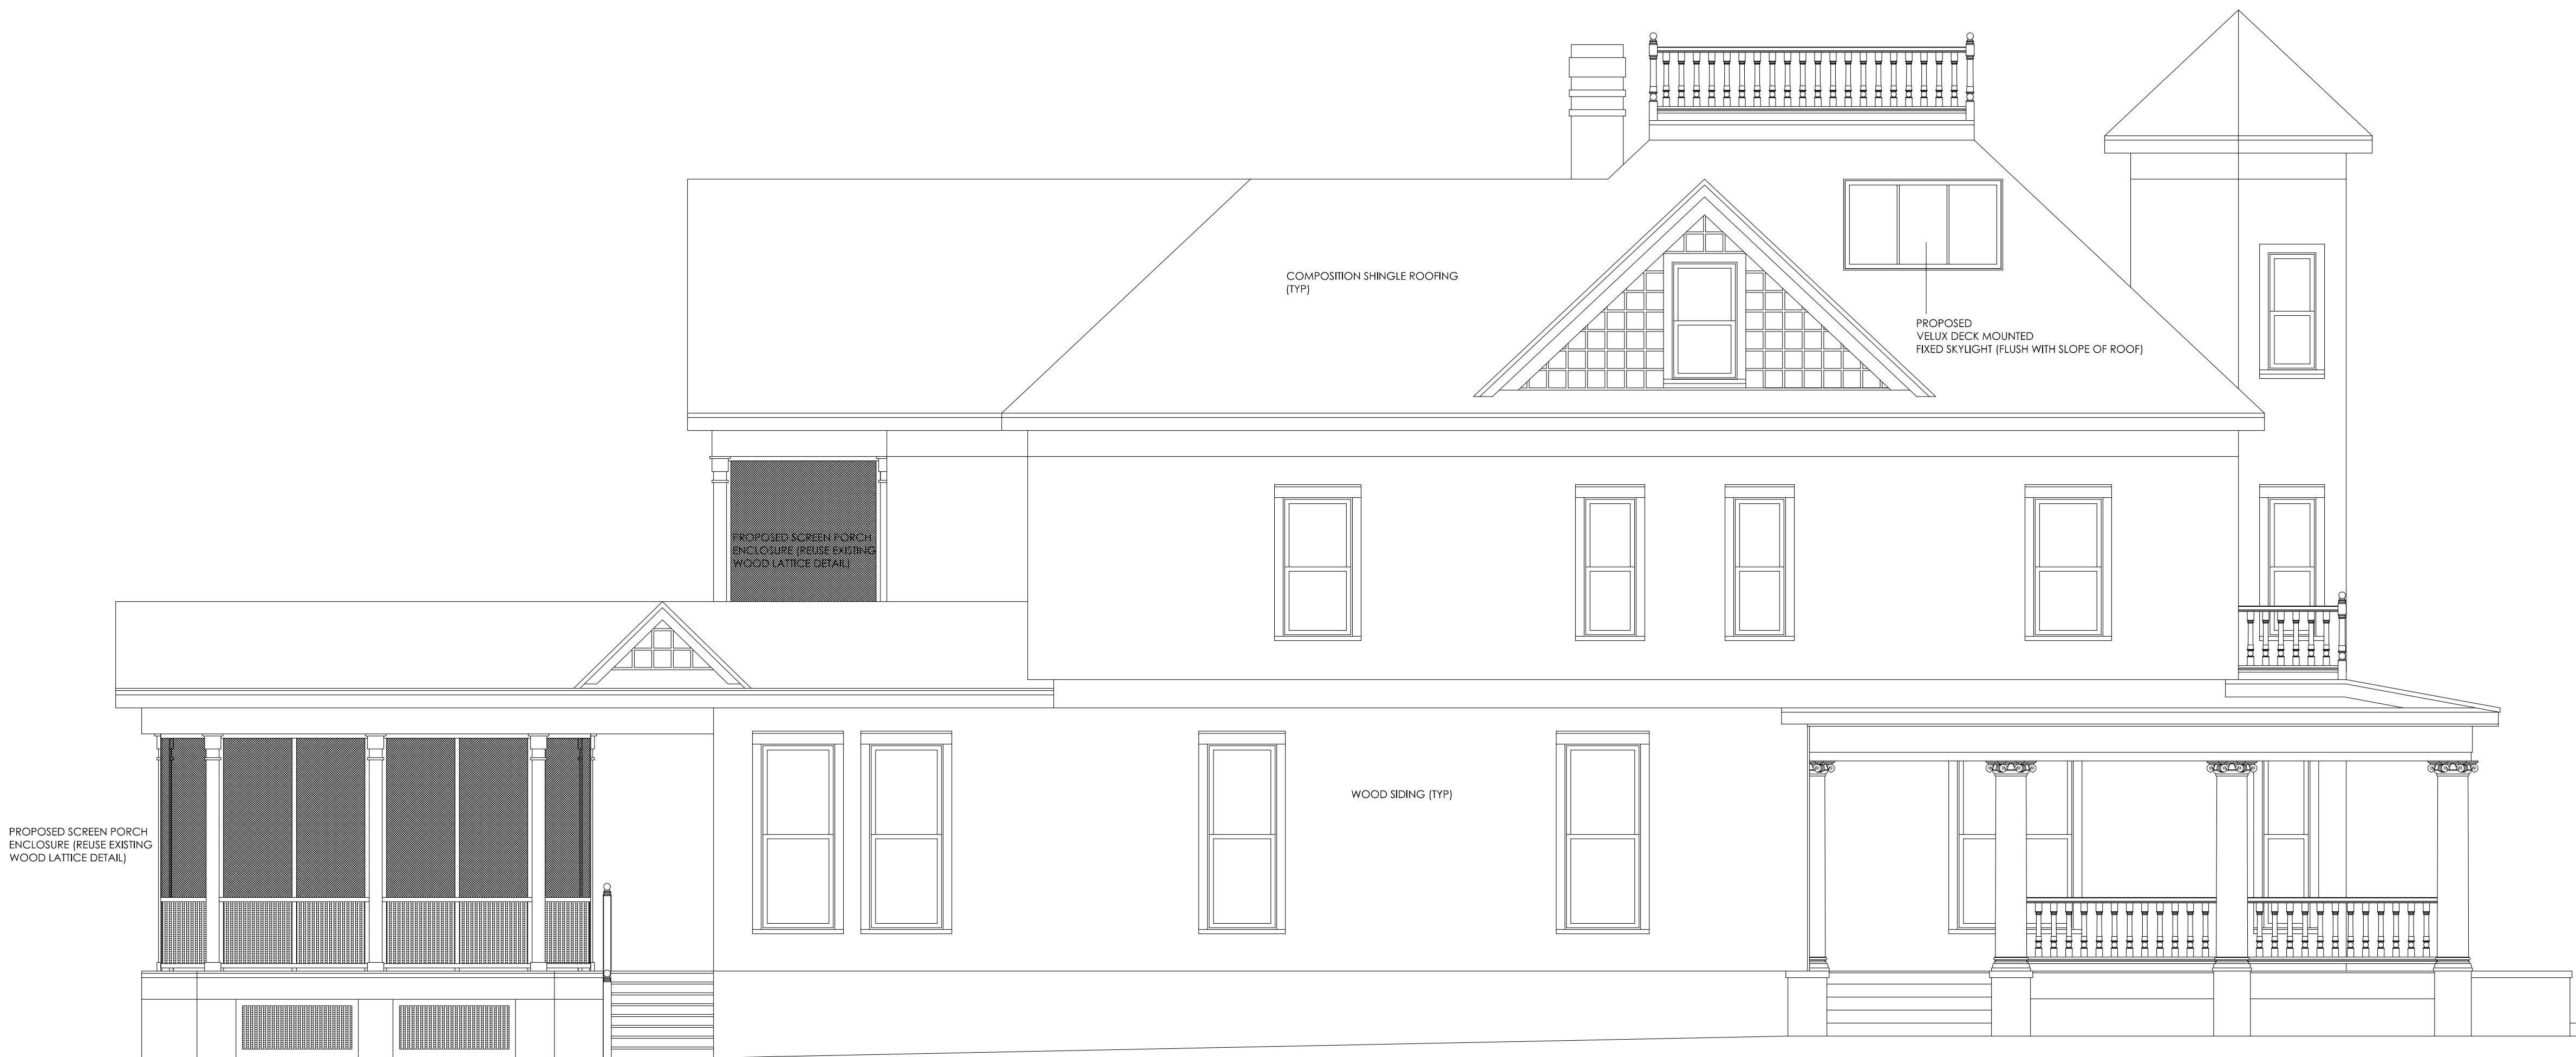 COMPOSITION SHINGLE ROOFING
(TYP)
PROPOSED
VELUX DECK MOUNTED
FIXED SKYLIGHT (FLUSH WITH SLOPE OF ROOF)
PROPOSED SCREEN PORCH
ENCLOSURE (REUSE EXISTING
WOOD LATTICE DETAIL)
WOOD SIDING (TYP)
PROPOSED SCREEN PORCH
ENCLOSURE (REUSE EXISTING
WOOD LATTICE DETAIL)